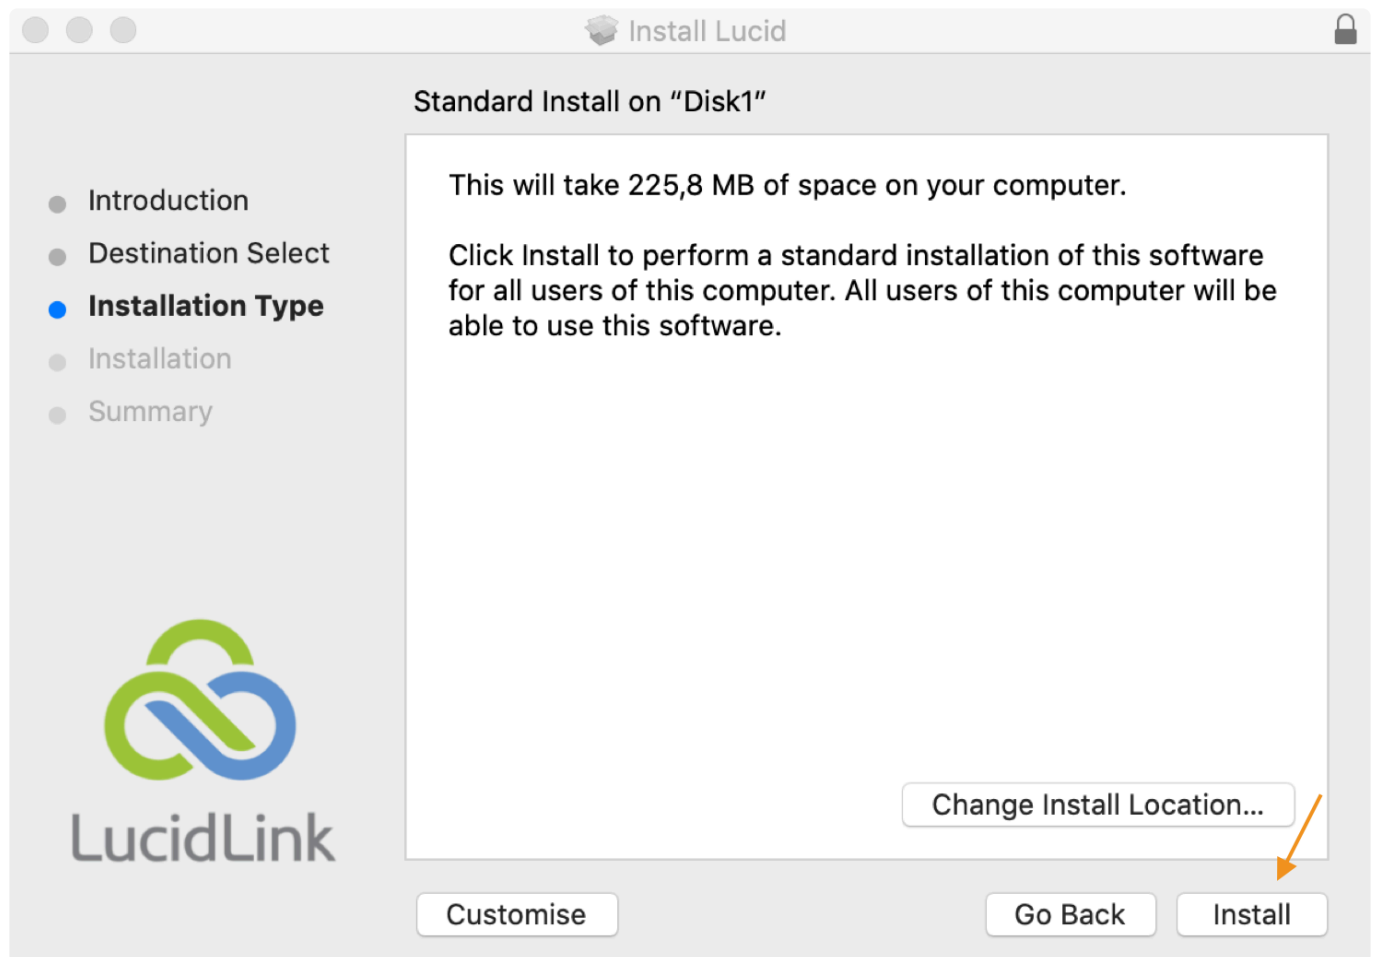 Install Lucid
Standard Install on “Disk1”
Introduction
Destination Select
Installation Type
Installation
Summary
This will take 225,8 MB of space on your computer.
Click Install to perform a standard installation of this software
for all users of this computer. All users of this computer will be
able to use this software.
Change Install Location...
LucidLink
Customise
Go Back
Install